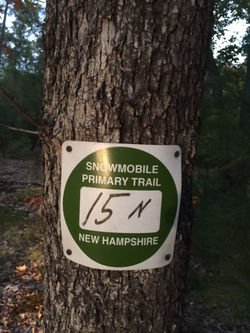 SNOWMOBILE
PRIMARY TRAIL
15 N
NEW HAMPSHIRE